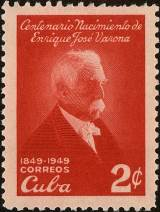 Centenario Nacimiento de
Enrique José Varona
1849-1949
CORREOS
Cuba
2¢